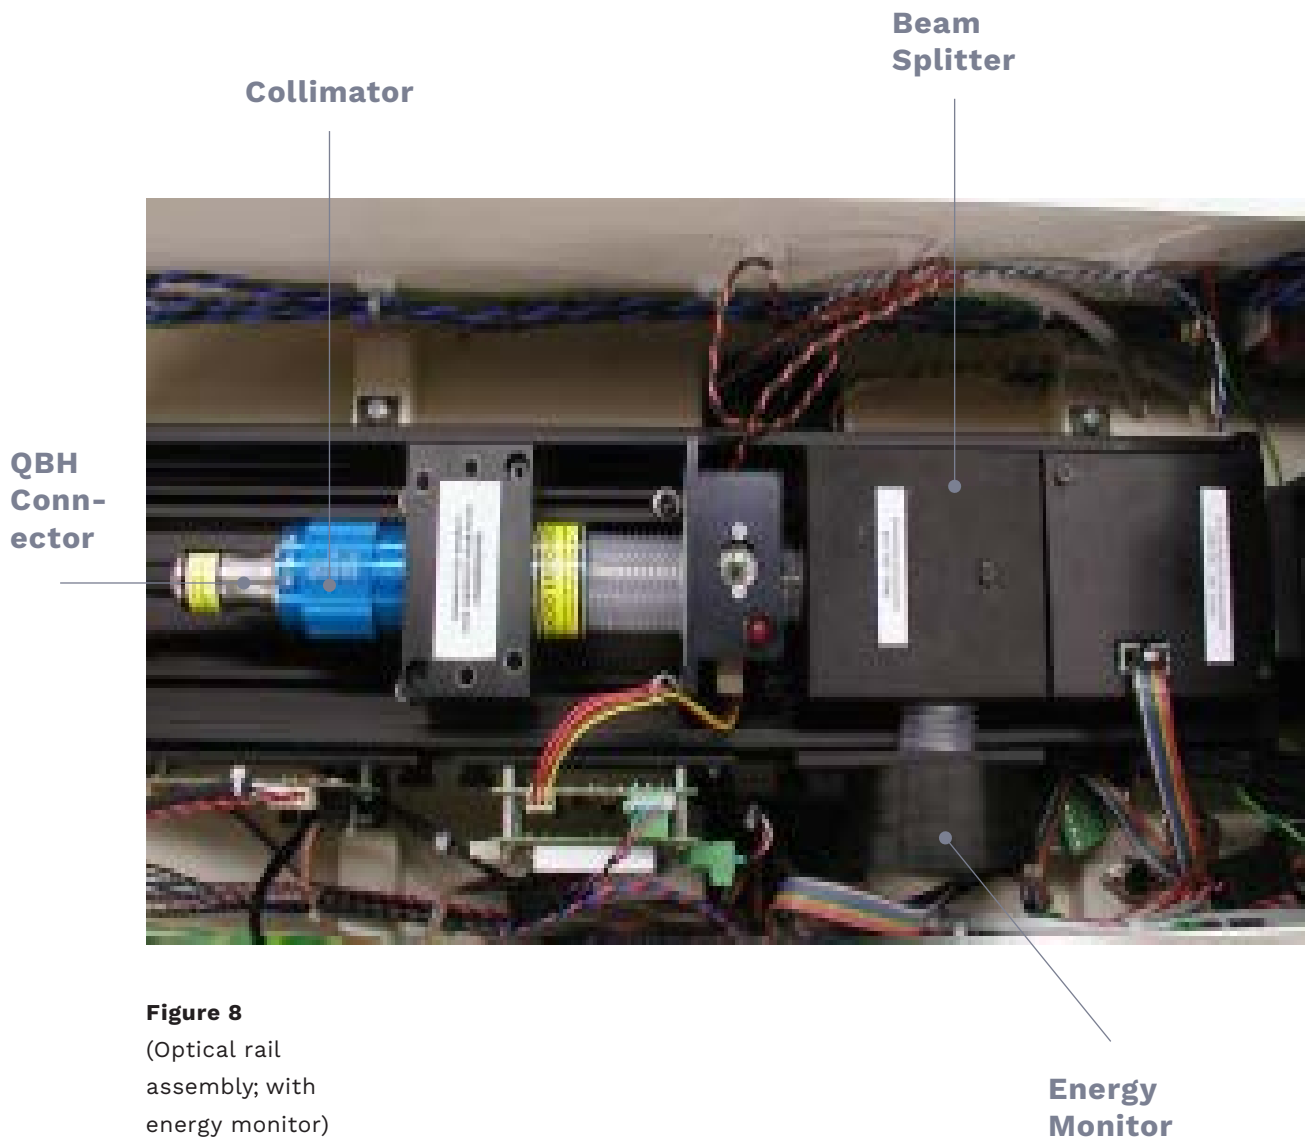 Beam
Splitter
Collimator
QBH
Conn-
ector
Figure 8
(Optical rail
assembly; with
energy monitor)
Energy
Monitor